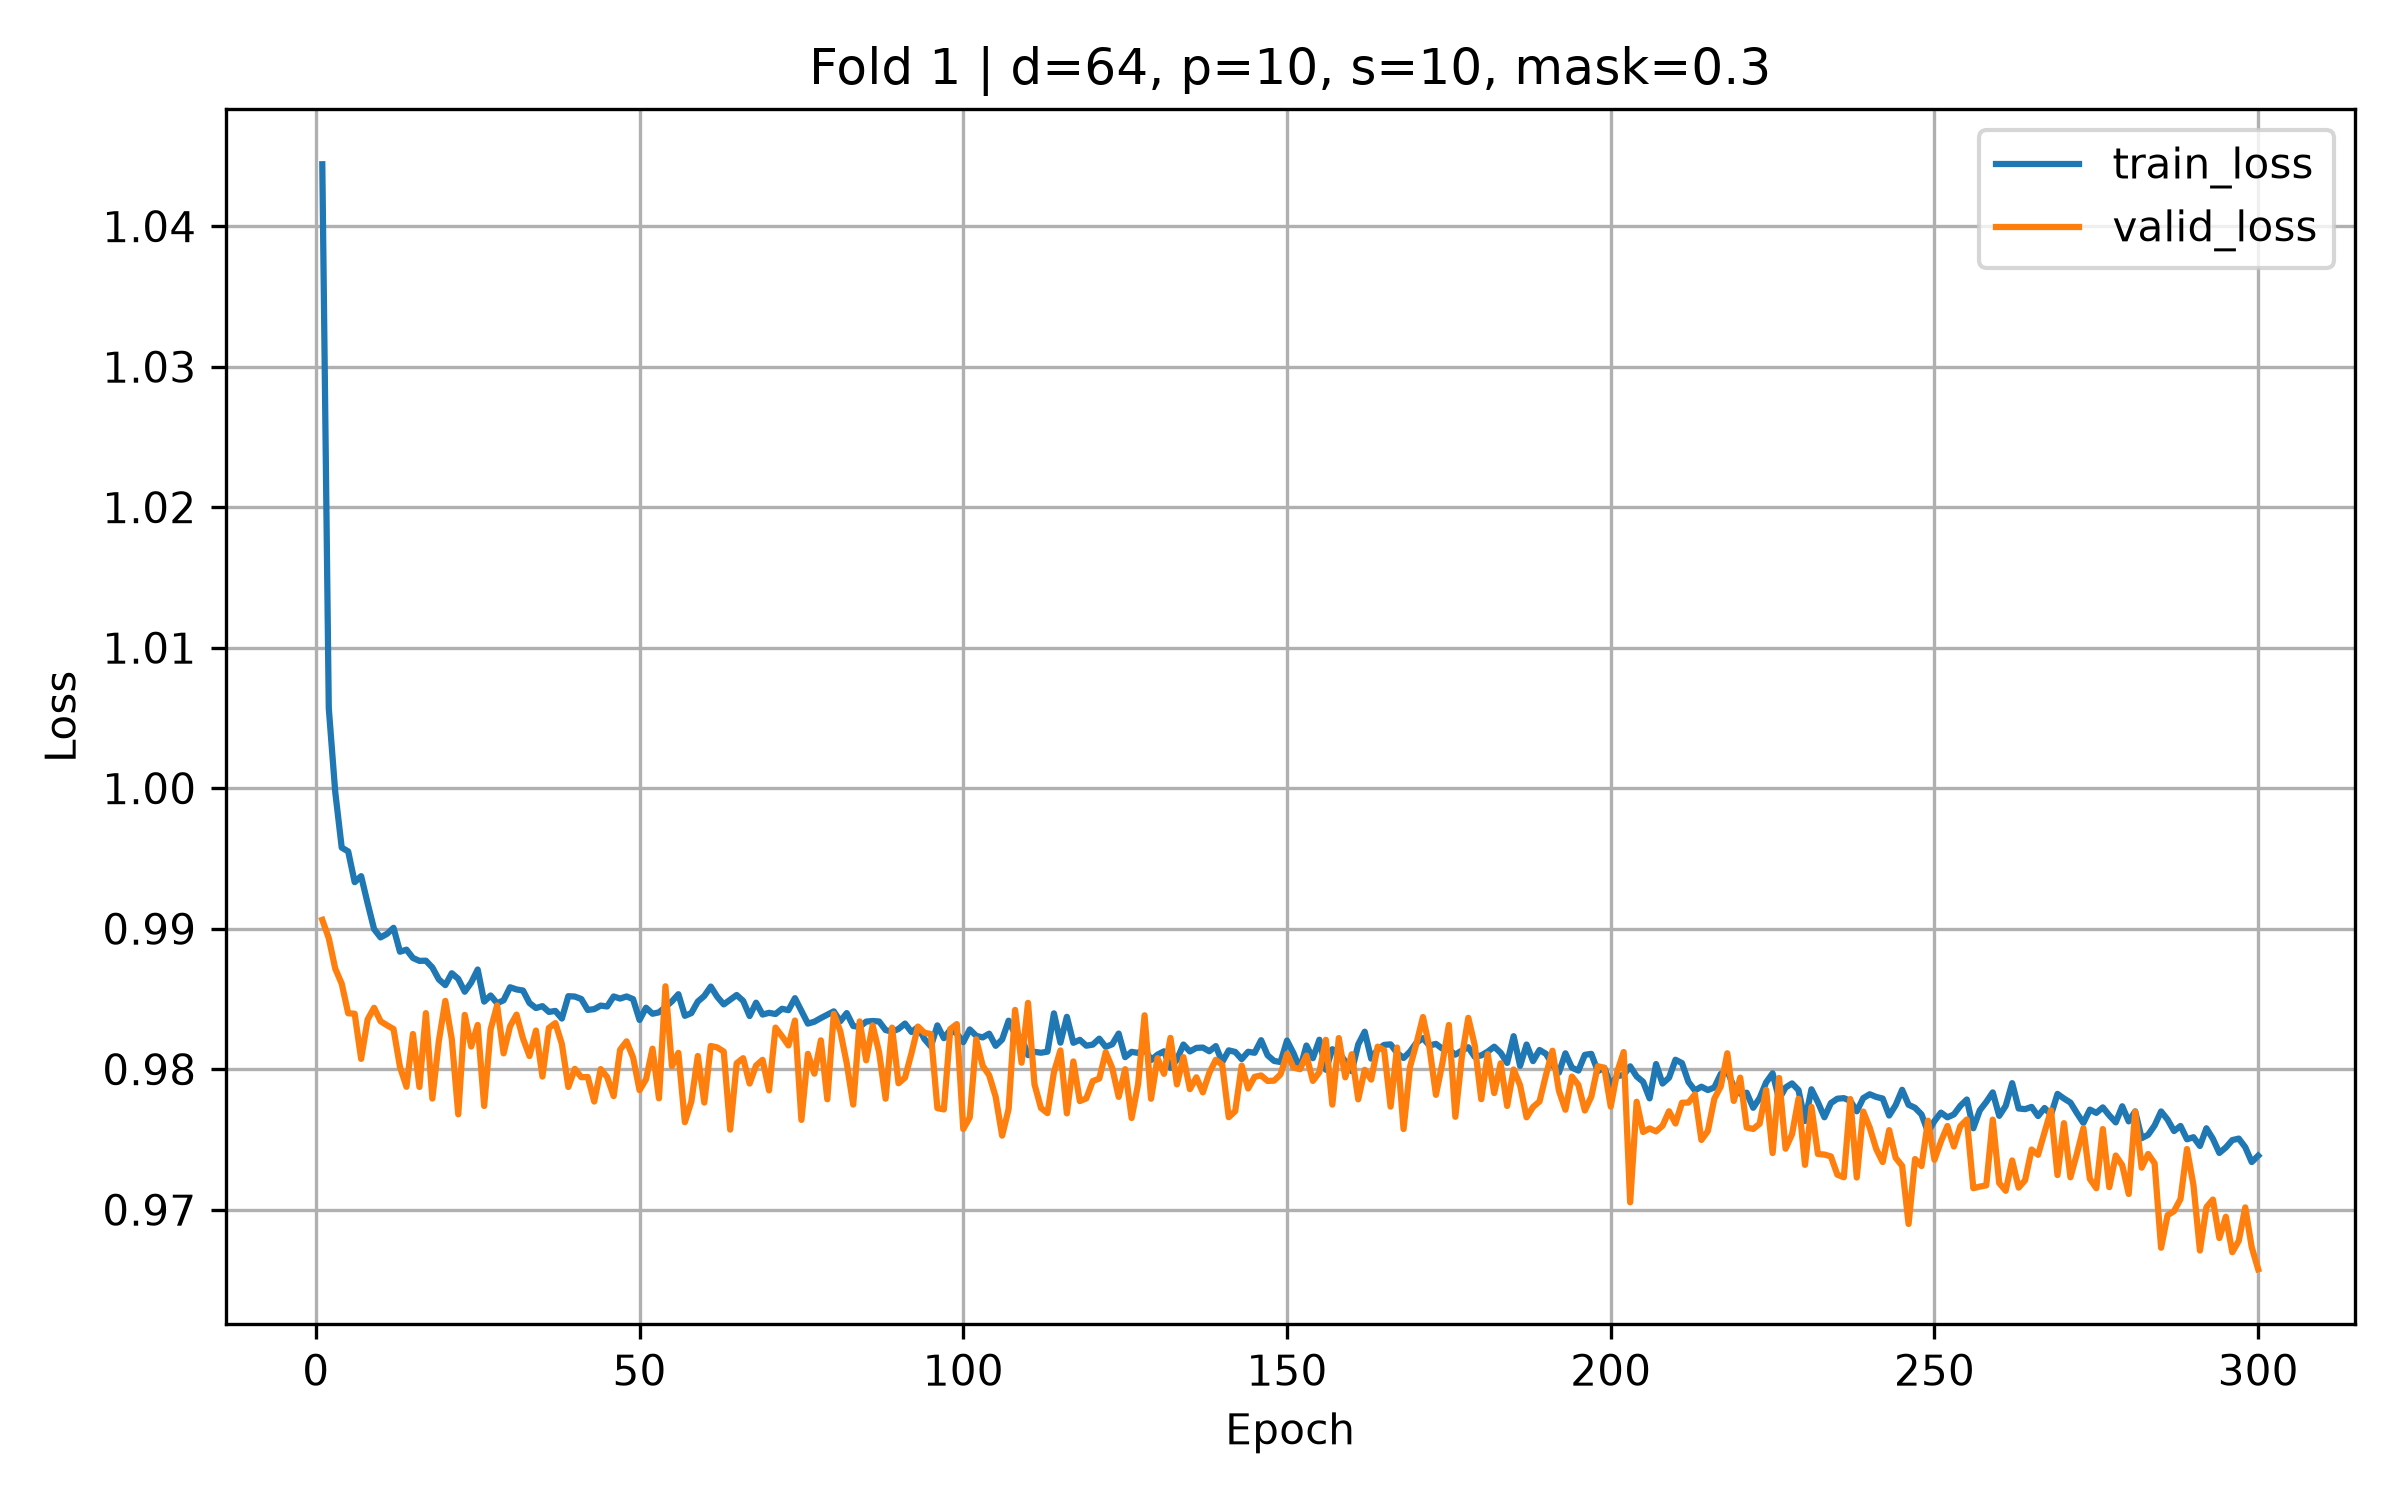 Fold 1 | d=64, p=10, s=10, mask=0.3
train_loss
valid_loss
1.04
1.03
1.02
1.01
1.00
0.99
0.98
0.97
Loss
0 50 100 150 200 250 300
Epoch